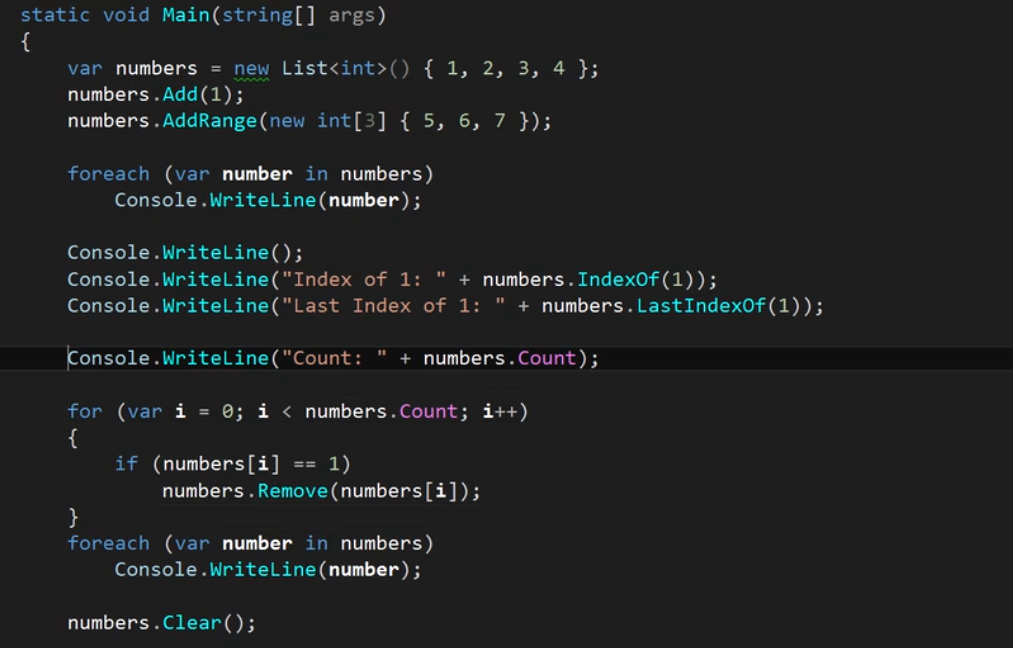 static void Main(string[] args)
{
    var numbers = new List<int>() { 1, 2, 3, 4 };
    numbers.Add(1);
    numbers.AddRange(new int[3] { 5, 6, 7 });

    foreach (var number in numbers)
        Console.WriteLine(number);

    Console.WriteLine();
    Console.WriteLine("Index of 1: " + numbers.IndexOf(1));
    Console.WriteLine("Last Index of 1: " + numbers.LastIndexOf(1));

    Console.WriteLine("Count: " + numbers.Count);

    for (var i = 0; i < numbers.Count; i++)
    {
        if (numbers[i] == 1)
            numbers.Remove(numbers[i]);
    }
    foreach (var number in numbers)
        Console.WriteLine(number);

    numbers.Clear();